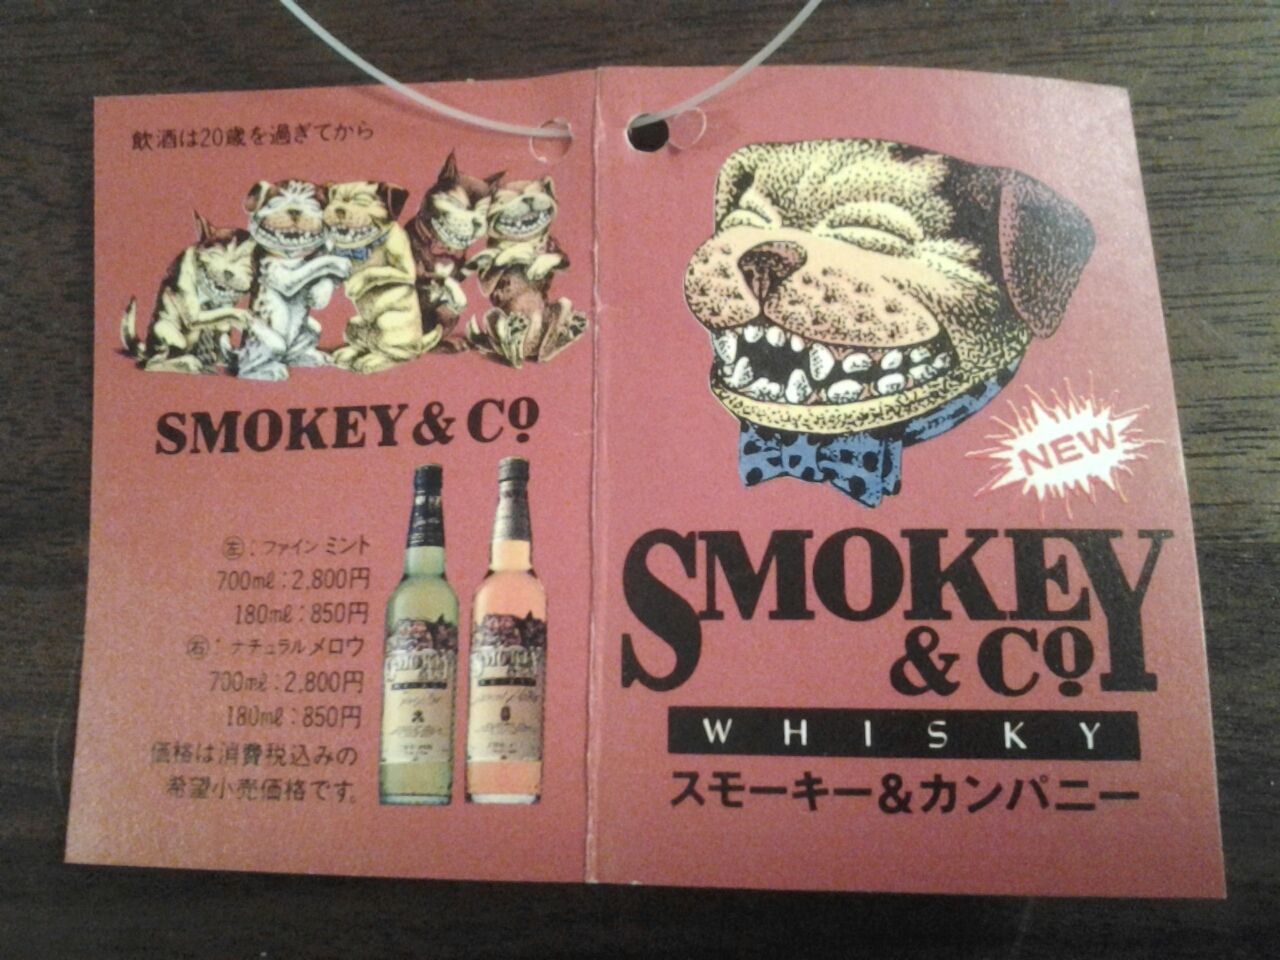 飲酒は20歳を過ぎてから
SMOKEY & Co
㊧：ファイン ミント
700mℓ：2,800円
180mℓ：850円
㊨：ナチュラル メロウ
700mℓ：2,800円
180mℓ：850円
価格は消費税込みの
希望小売価格です。
SMOKEY
WHISKY
NEW
SMOKEY
& Co
WHISKY
スモーキー＆カンパニー